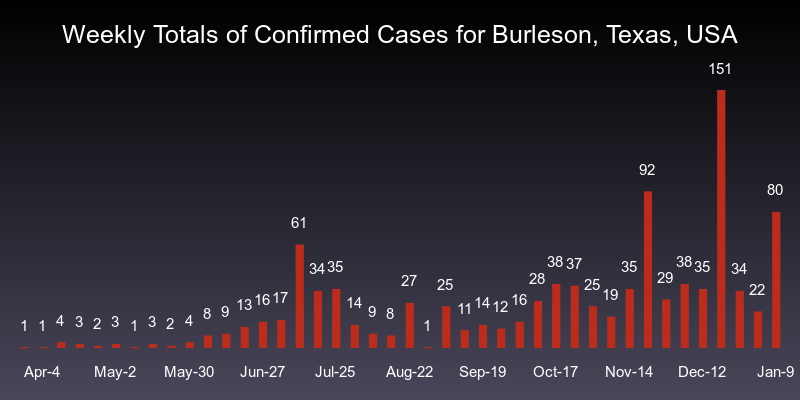 Weekly Totals of Confirmed Cases for Burleson, Texas, USA
1 1 4 3 2 3 1 3 2 4 8 9 13 16 17 61 34 35 14 9 8 27 1 25 11 14 12 16 28 38 37 25 19 35 92 29 38 35 151 34 22 80
Apr-4 May-2 May-30 Jun-27 Jul-25 Aug-22 Sep-19 Oct-17 Nov-14 Dec-12 Jan-9